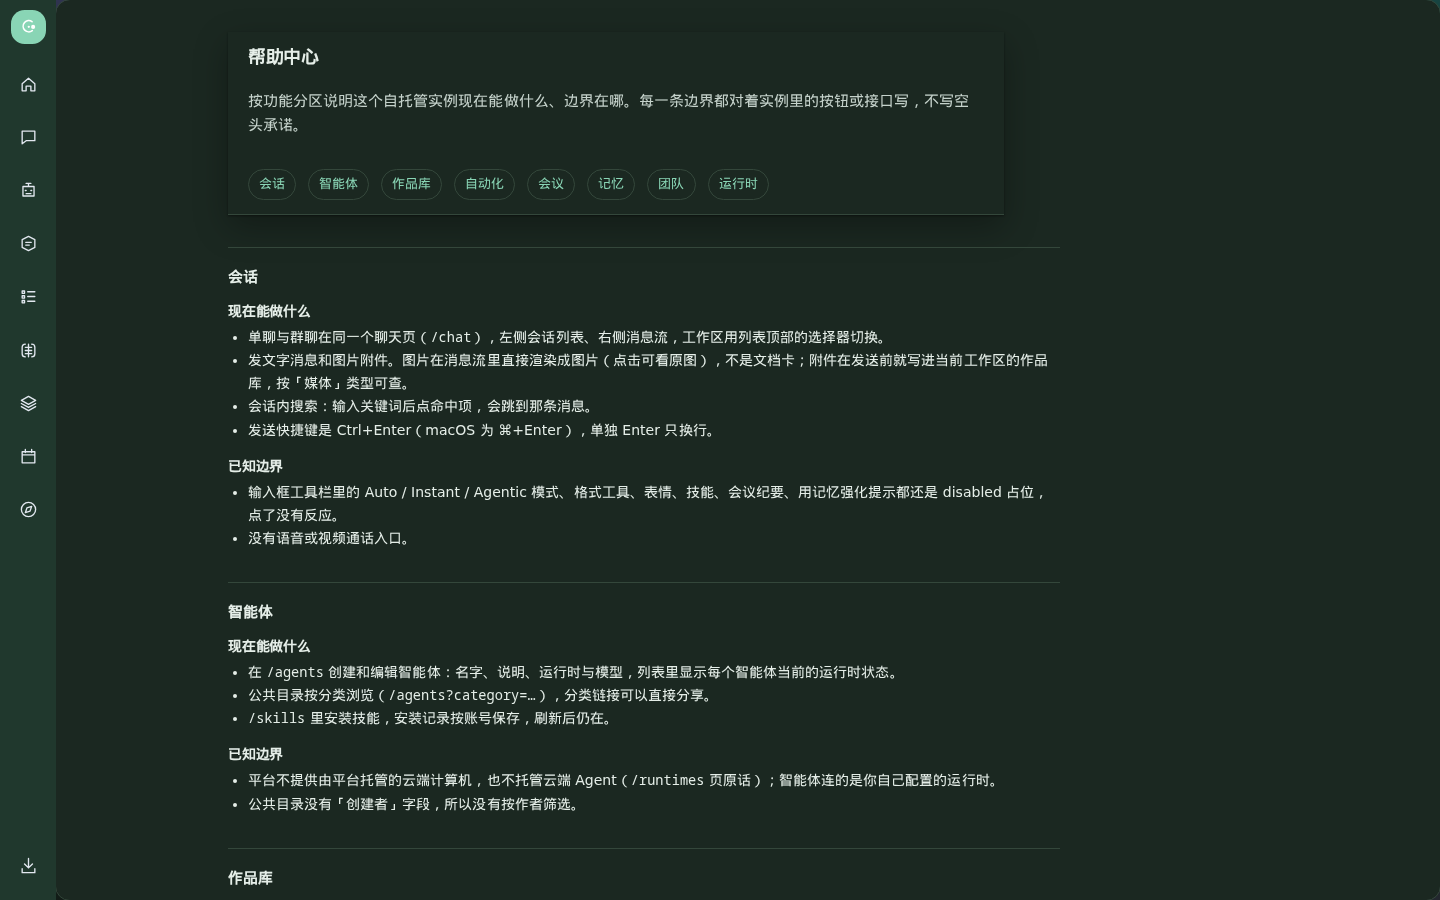 帮助中心
按功能分区说明这个自托管实例现在能做什么、边界在哪。每一条边界都对着实例里的按钮或接口写，不写空
头承诺。
会话 智能体 作品库 自动化 会议 记忆 团队 运行时
会话
现在能做什么
• 单聊与群聊在同一个聊天页（/chat），左侧会话列表、右侧消息流，工作区用列表顶部的选择器切换。
• 发文字消息和图片附件。图片在消息流里直接渲染成图片（点击可看原图），不是文档卡；附件在发送前就写进当前工作区的作品
库，按「媒体」类型可查。
• 会话内搜索：输入关键词后点命中项，会跳到那条消息。
• 发送快捷键是 Ctrl+Enter（macOS 为 ⌘+Enter），单独 Enter 只换行。
已知边界
• 输入框工具栏里的 Auto / Instant / Agentic 模式、格式工具、表情、技能、会议纪要、用记忆强化提示都还是 disabled 占位，
点了没有反应。
• 没有语音或视频通话入口。
智能体
现在能做什么
• 在 /agents 创建和编辑智能体：名字、说明、运行时与模型，列表里显示每个智能体当前的运行时状态。
• 公共目录按分类浏览（/agents?category=…），分类链接可以直接分享。
• /skills 里安装技能，安装记录按账号保存，刷新后仍在。
已知边界
• 平台不提供由平台托管的云端计算机，也不托管云端 Agent（/runtimes 页原话）；智能体连的是你自己配置的运行时。
• 公共目录没有「创建者」字段，所以没有按作者筛选。
作品库